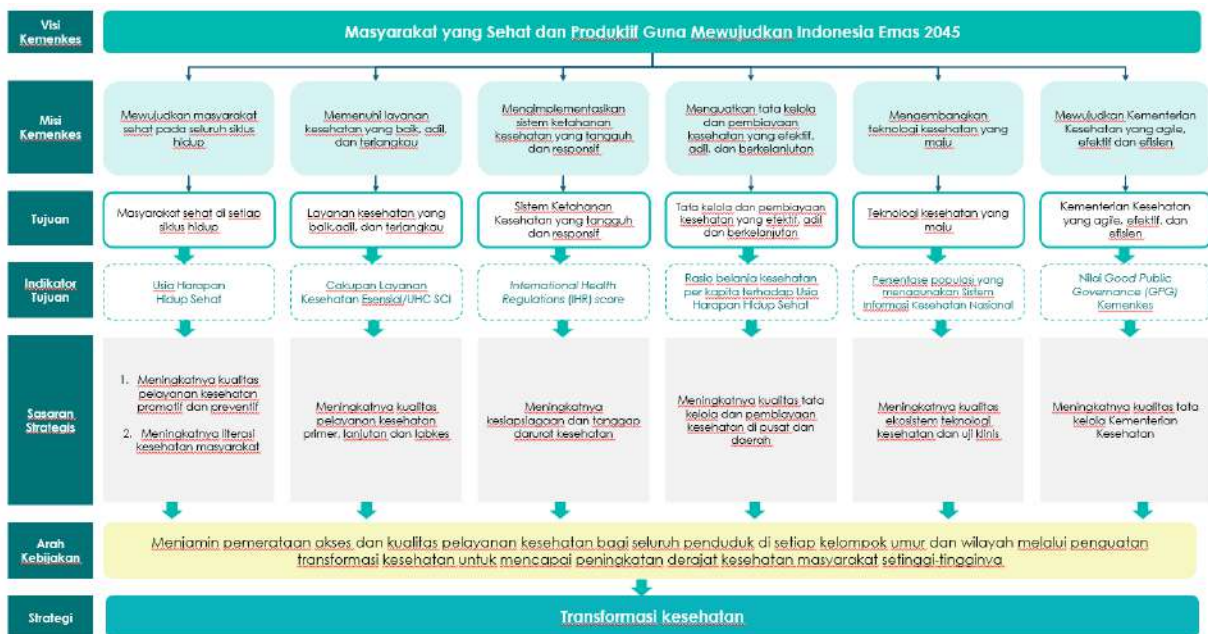 Visi
Kemenkes
Masyarakat yang Sehat dan Produktif Guna Mewujudkan Indonesia Emas 2045
Misi
Kemenkes
Mewujudkan masyarakat
sehat pada seluruh siklus
hidup
Memenuhi layanan
kesehatan yang baik, adil,
dan terjangkau
Mengimplementasikan
sistem ketahanan
kesehatan yang tangguh
dan responsif
Menguatkan tata kelola
dan pembiayaan
kesehatan yang efektif,
adil, dan berkelanjutan
Mengembangkan
teknologi kesehatan yang
maju
Mewujudkan Kementerian
Kesehatan yang agile,
efektif dan efisien
Tujuan
Masyarakat sehat di setiap
siklus hidup
Layanan kesehatan yang
baik,adil, dan terjangkau
Sistem Ketahanan
Kesehatan yang tangguh
dan responsif
Tata kelola dan pembiayaan
kesehatan yang efektif, adil
dan berkelanjutan
Teknologi kesehatan yang
maju
Kementerian Kesehatan
yang agile, efektif, dan
efisien
Indikator
Tujuan
Usia Harapan
Hidup Sehat
Cakupan Layanan
Kesehatan Esensial/UHC SCI
International Health
Regulations (IHR) score
Rasio belanja kesehatan
per kapita terhadap Usia
Harapan Hidup Sehat
Persentase populasi yang
menggunakan Sistem
Informasi Kesehatan Nasional
Nilai Good Public
Governance (GPG)
Kemenkes
Sasaran
Strategis
1. Meningkatnya kualitas
pelayanan kesehatan
promotif dan preventif
2. Meningkatnya literasi
kesehatan masyarakat
Meningkatnya kualitas
pelayanan kesehatan
primer, lanjutan dan labkes
Meningkatnya
kesiapsiagaan dan tanggap
darurat kesehatan
Meningkatnya kualitas tata
kelola dan pembiayaan
kesehatan di pusat dan
daerah
Meningkatnya kualitas
ekosistem teknologi
kesehatan dan uji klinis
Meningkatnya kualitas tata
kelola Kementerian
Kesehatan
Arah
Kebijakan
Menjamin pemerataan akses dan kualitas pelayanan kesehatan bagi seluruh penduduk di setiap kelompok umur dan wilayah melalui penguatan
transformasi kesehatan untuk mencapai peningkatan derajat kesehatan masyarakat setinggi-tingginya
Strategi
Transformasi kesehatan